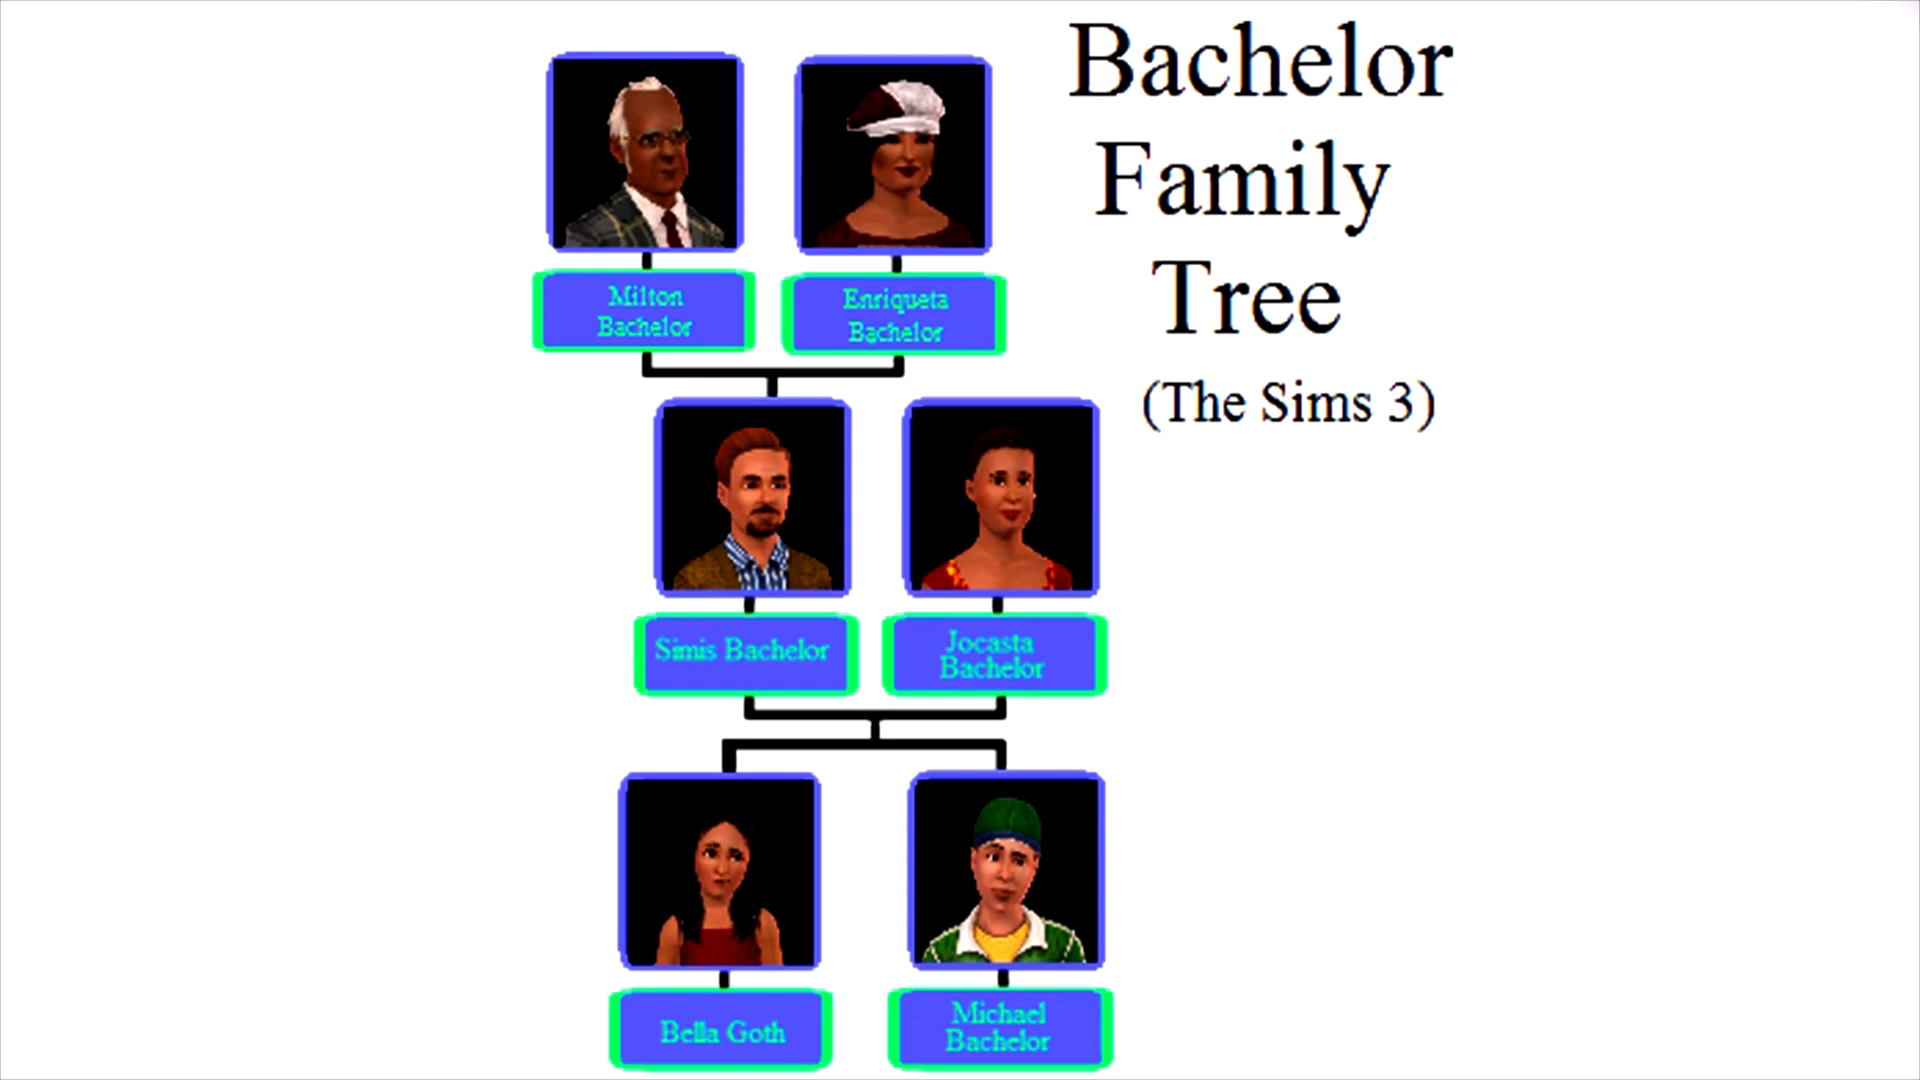 Bachelor
Family
Tree
(The Sims 3)
Milton
Bachelor
Enriqueta
Bachelor
Simis Bachelor
Jocasta
Bachelor
Bella Goth
Michael
Bachelor